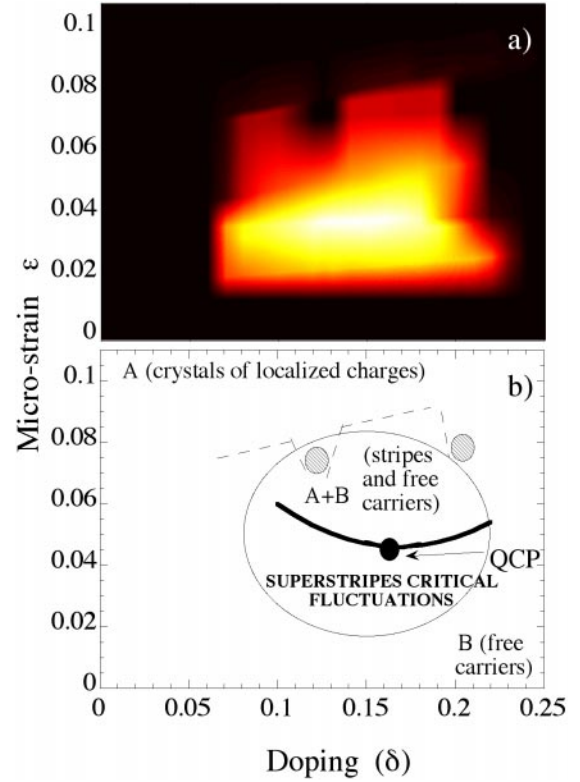 a)
0.1
0.08
0.06
0.04
0.02
0
Micro-strain ε
b)
A (crystals of localized charges)
0.1
0.08
0.06
0.04
0.02
0
(stripes
and free
carriers)
A+B
QCP
SUPERSTRIPES CRITICAL
FLUCTUATIONS
B (free
carriers)
0
0.05
0.1
0.15
0.2
0.25
Doping (δ)